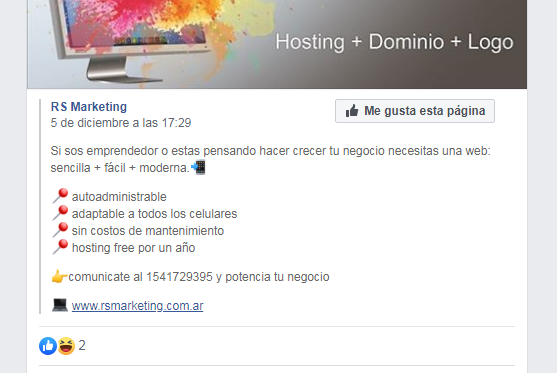 Hosting + Dominio + Logo
RS Marketing
5 de diciembre a las 17:29
Me gusta esta página
Si sos emprendedor o estas pensando hacer crecer tu negocio necesitas una web:
sencilla + fácil + moderna.📲
📍 autoadministrable
📍 adaptable a todos los celulares
📍 sin costos de mantenimiento
📍 hosting free por un año
👉comunicate al 1541729395 y potencia tu negocio
💻 www.rsmarketing.com.ar
2